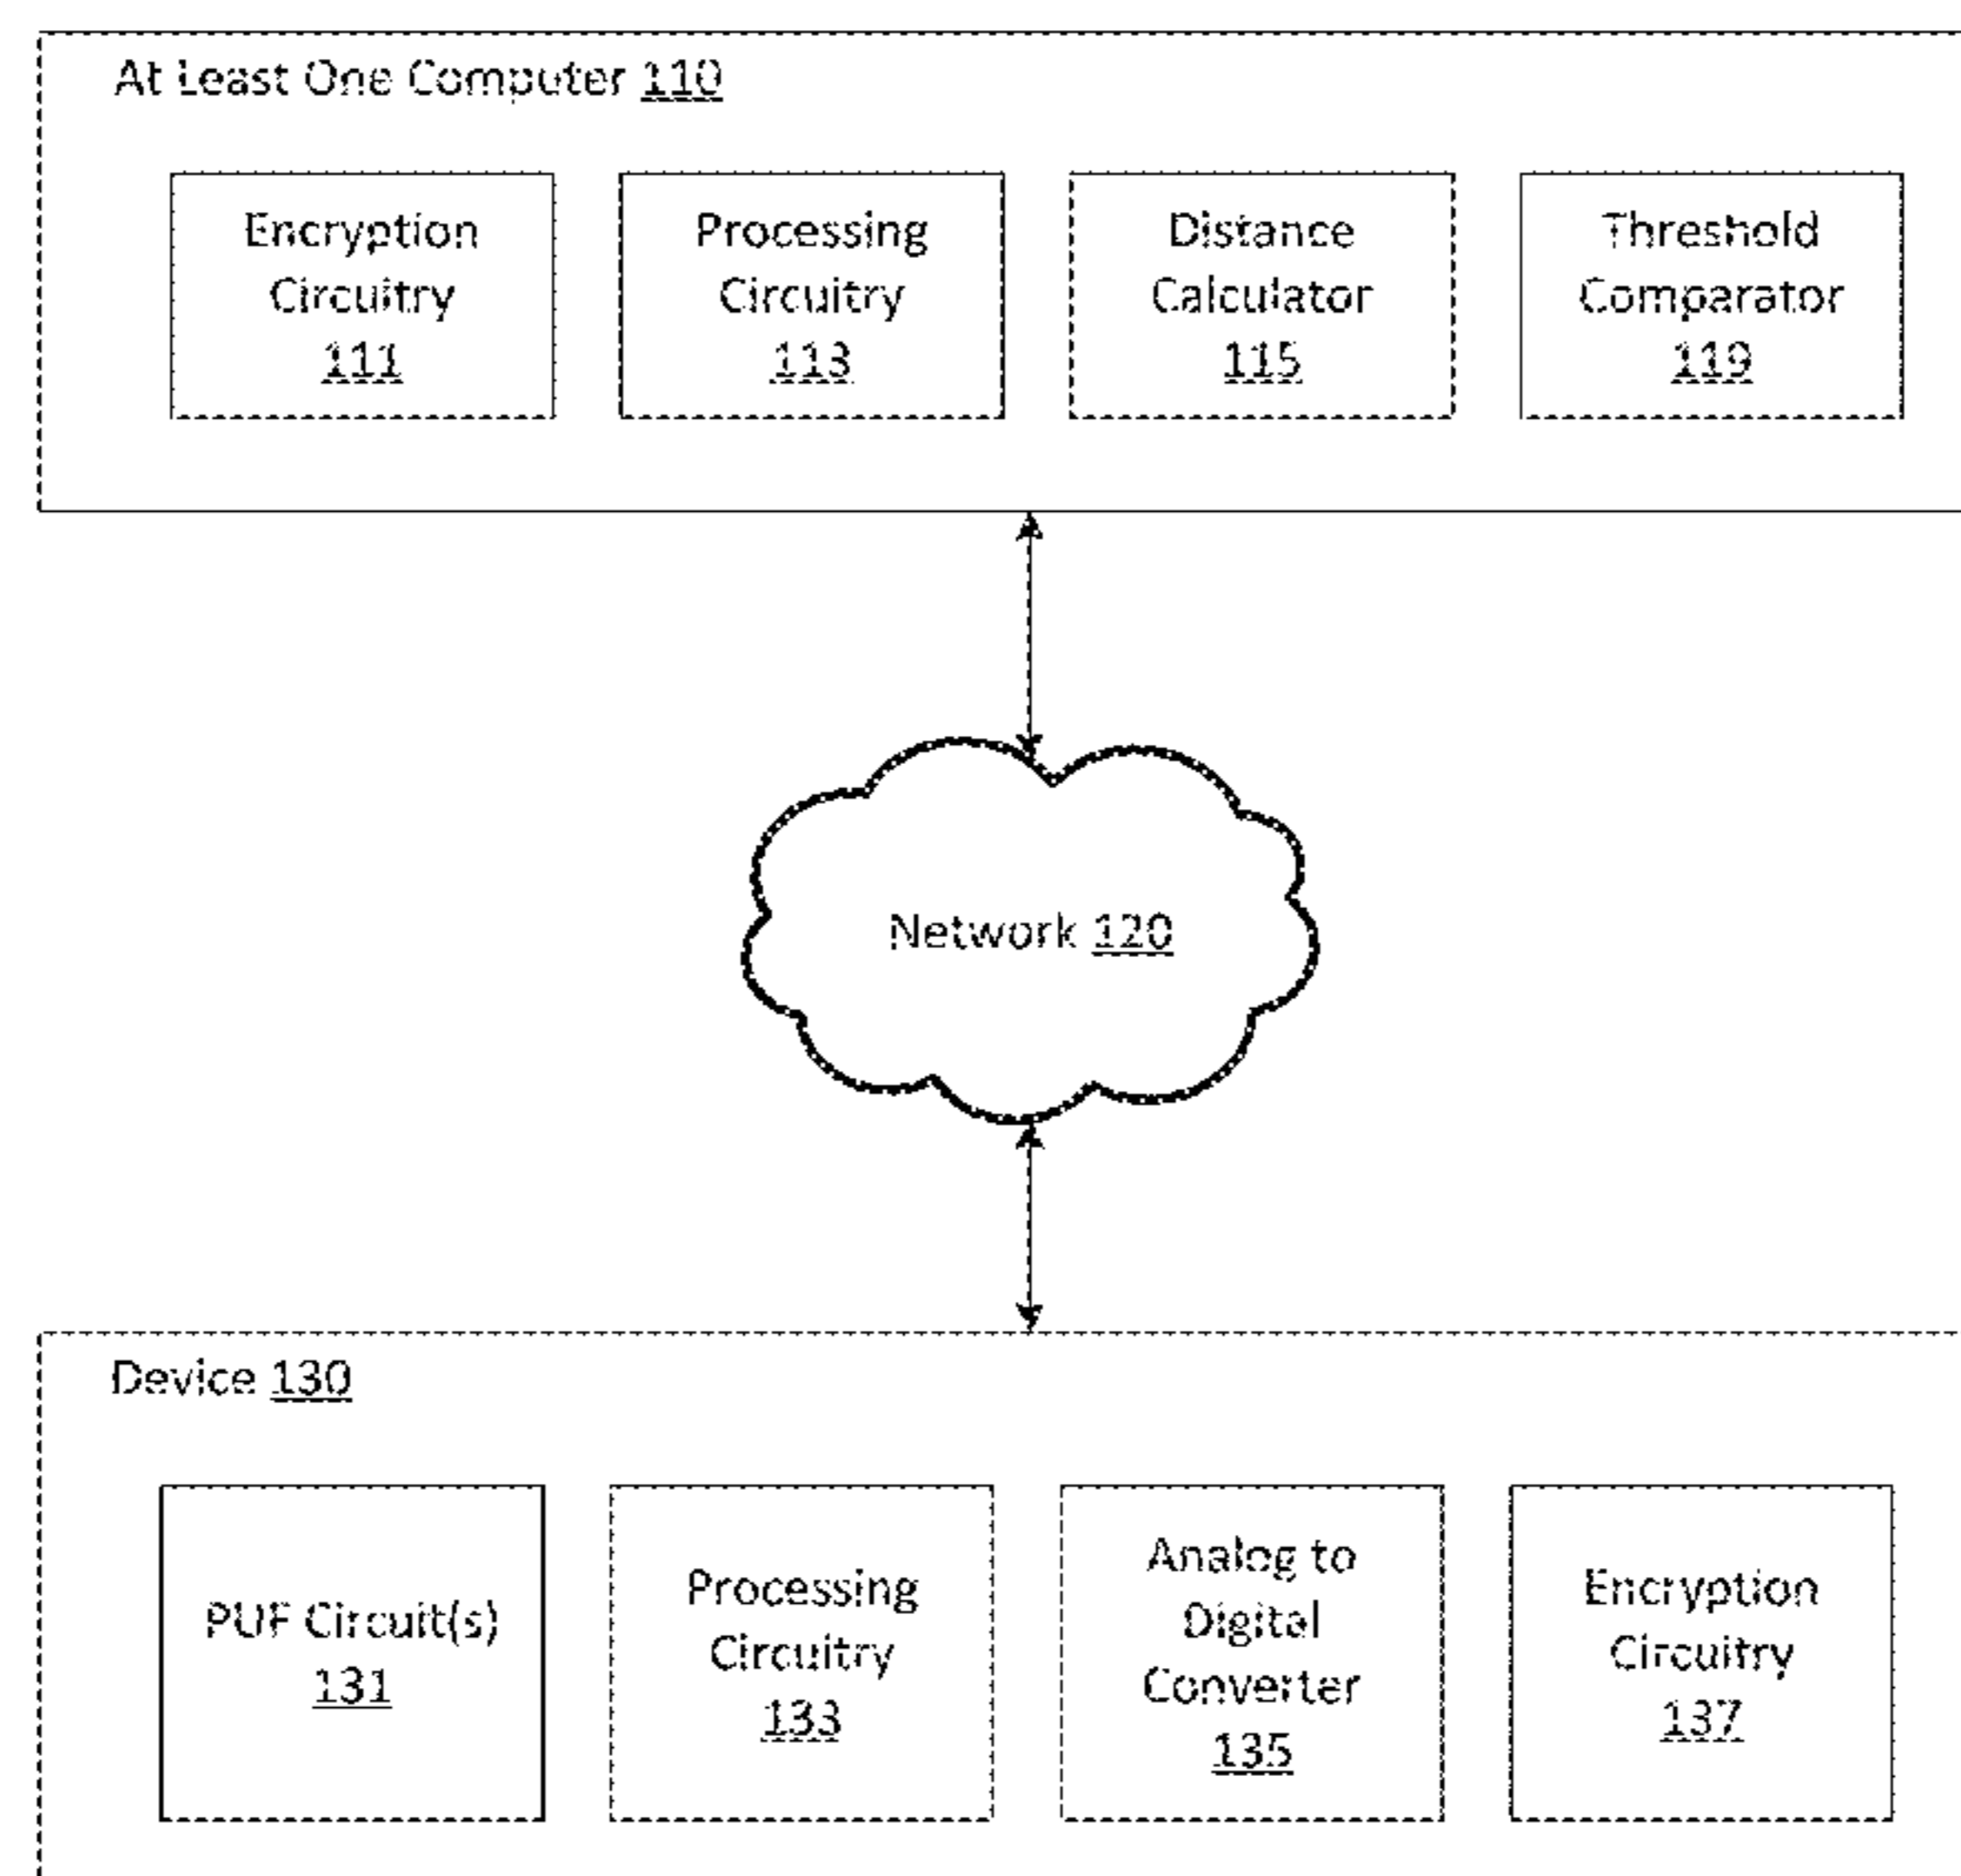 At Least One Computer 110
Encryption
Circuitry
111
Processing
Circuitry
113
Distance
Calculator
115
Threshold
Comparator
119
Network 120
Device 130
PUF Circuit(s)
131
Processing
Circuitry
133
Analog to
Digital
Converter
135
Encryption
Circuitry
137